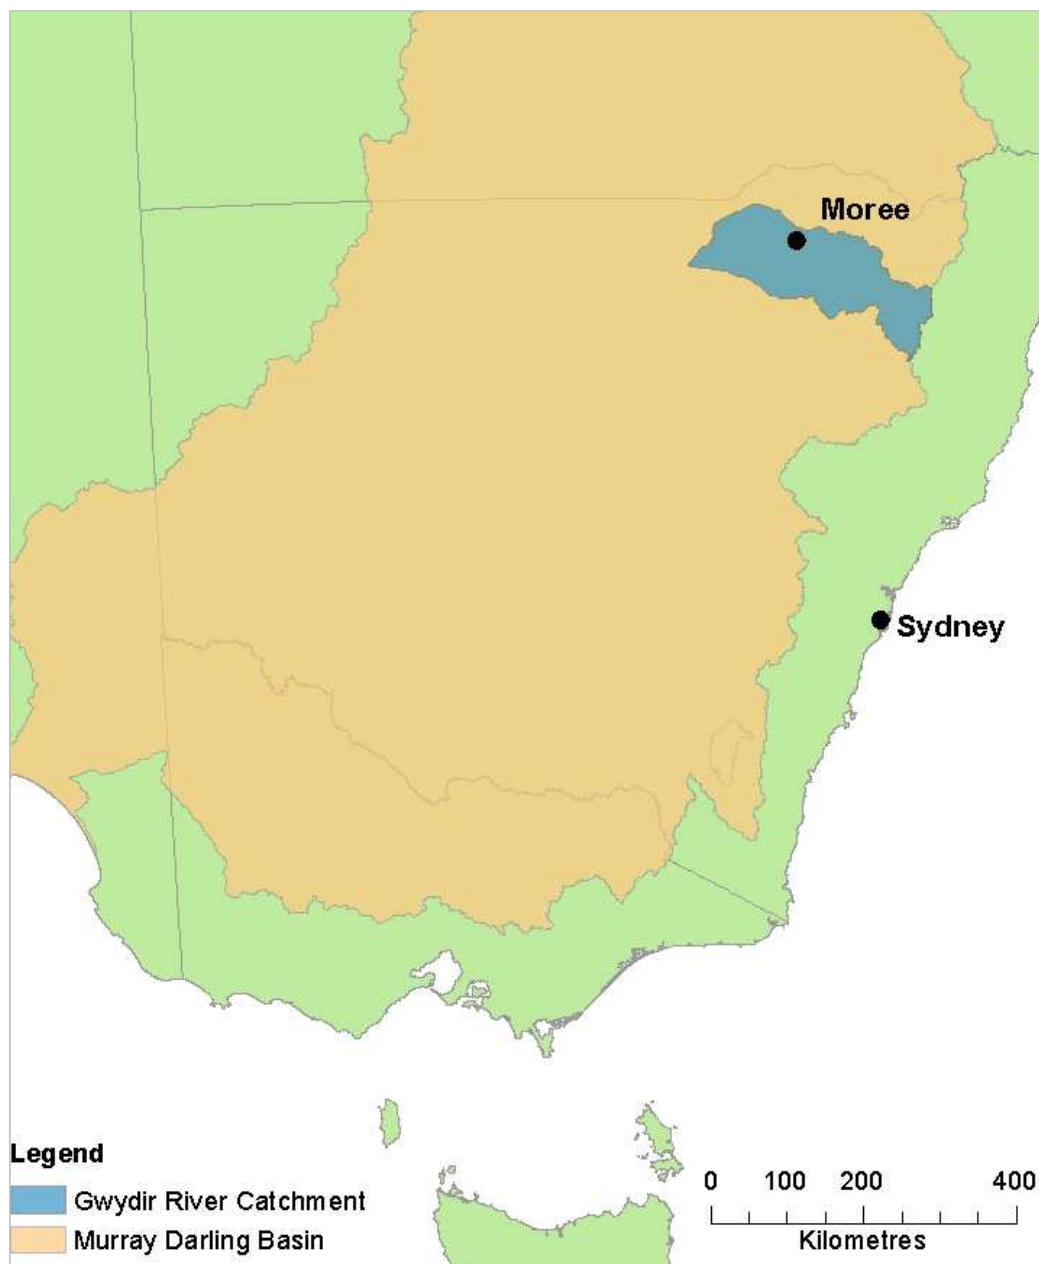 Moree
Sydney
Legend
Gwydir River Catchment
Murray Darling Basin
0 100 200 400
Kilometres